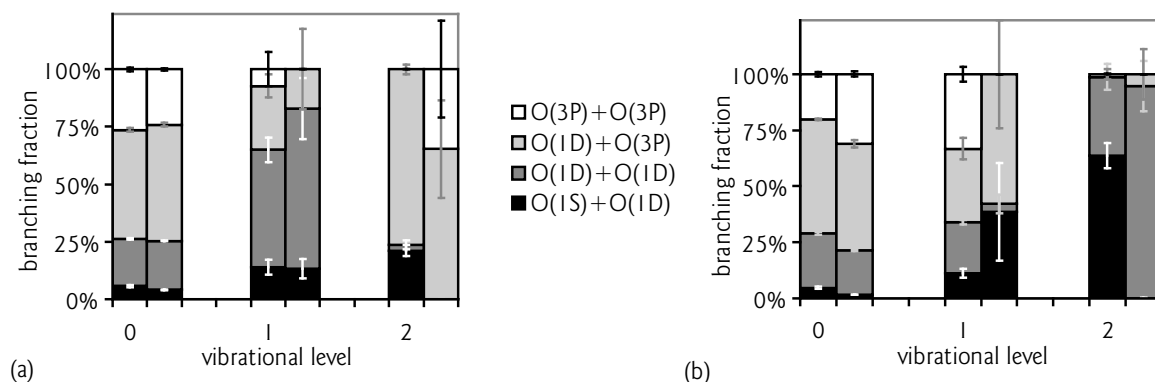 100%
75%
50%
25%
0%
branching fraction
0 1 2
vibrational level
(a)
O(3P)+O(3P)
O(1D)+O(3P)
O(1D)+O(1D)
O(1S)+O(1D)
100%
75%
50%
25%
0%
branching fraction
0 1 2
vibrational level
(b)